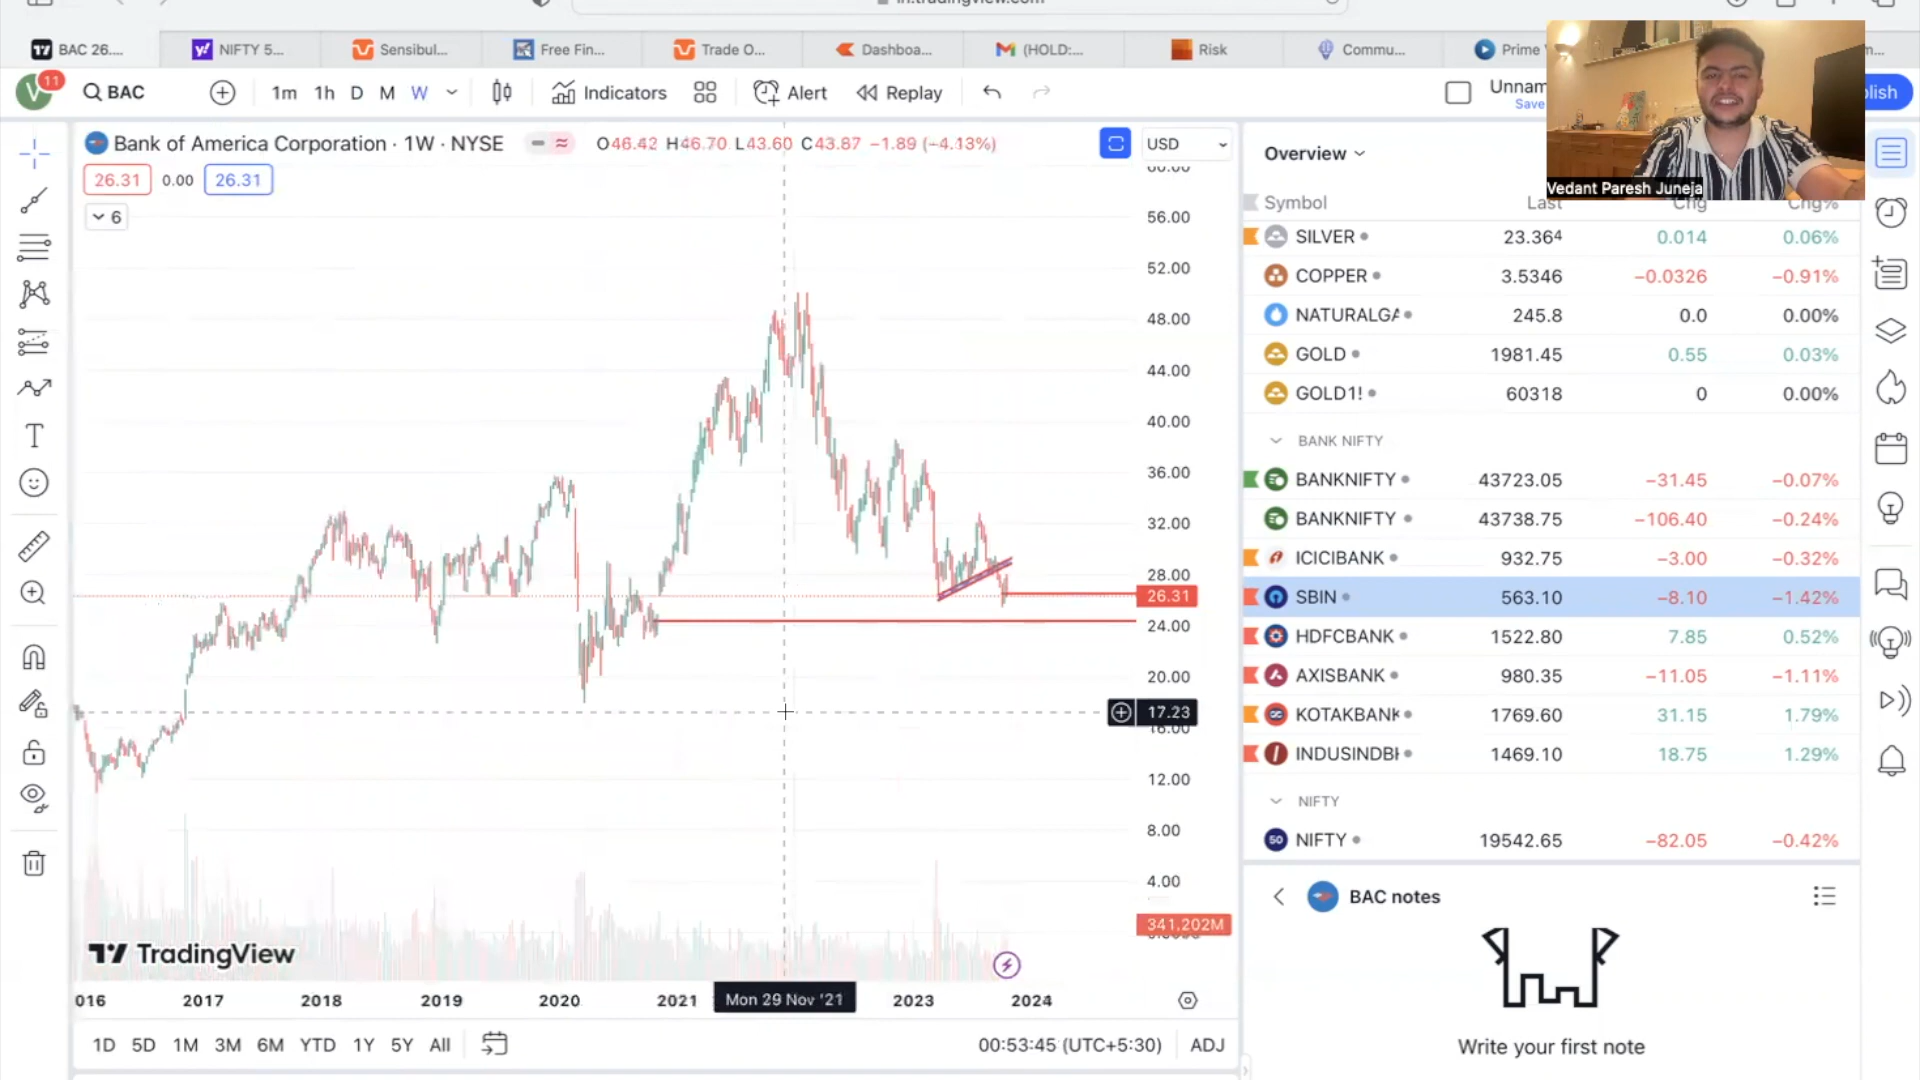 BAC 26....
NIFTY 5...
Sensibul...
Free Fin...
Trade O...
Dashboa...
(HOLD:...
Risk
Commu...
Prime
V
11
BAC
1m
1h
D
M
W
Indicators
Alert
Replay
Unnam
Save
Vedant Paresh Juneja
Bank of America Corporation · 1W · NYSE
O46.42 H46.70 L43.60 C43.87 −1.89 (−4.13%)
USD
26.31
0.00
26.31
6
56.00
52.00
48.00
44.00
40.00
36.00
32.00
28.00
26.31
24.00
20.00
17.23
16.00
12.00
8.00
4.00
341.202M
TradingView
016
2017
2018
2019
2020
2021
Mon 29 Nov '21
2023
2024
1D
5D
1M
3M
6M
YTD
1Y
5Y
All
00:53:45 (UTC+5:30)
ADJ
Overview
Symbol Last Chg Chg%
SILVER 23.364 0.014 0.06%
COPPER 3.5346 −0.0326 −0.91%
NATURALGA 245.8 0.0 0.00%
GOLD 1981.45 0.55 0.03%
GOLD1! 60318 0 0.00%
BANK NIFTY
BANKNIFTY 43723.05 −31.45 −0.07%
BANKNIFTY 43738.75 −106.40 −0.24%
ICICIBANK 932.75 −3.00 −0.32%
SBIN 563.10 −8.10 −1.42%
HDFCBANK 1522.80 7.85 0.52%
AXISBANK 980.35 −11.05 −1.11%
KOTAKBANK 1769.60 31.15 1.79%
INDUSINDBI 1469.10 18.75 1.29%
NIFTY
50
NIFTY 19542.65 −82.05 −0.42%
BAC notes
Write your first note